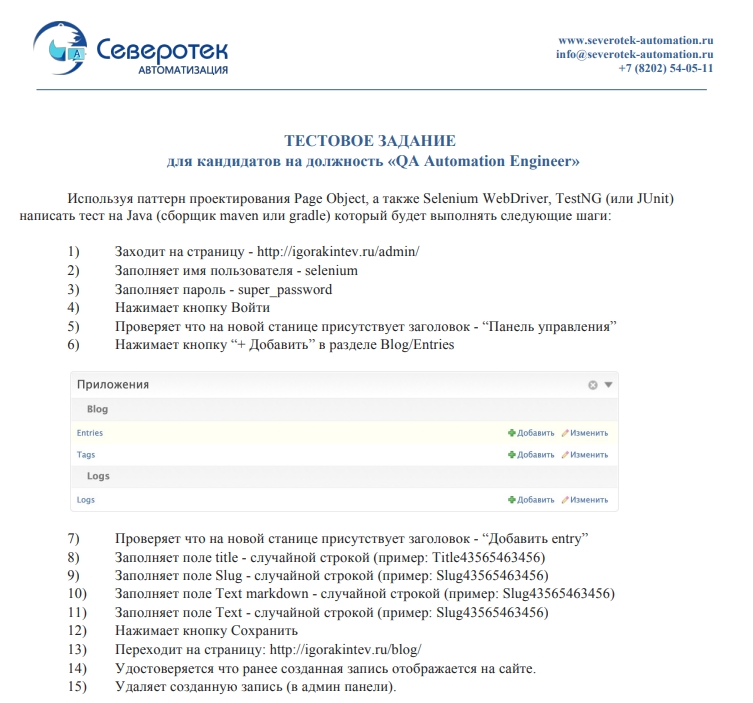 Северотек
АВТОМАТИЗАЦИЯ
www.severotek-automation.ru
info@severotek-automation.ru
+7 (8202) 54-05-11
ТЕСТОВОЕ ЗАДАНИЕ
для кандидатов на должность «QA Automation Engineer»
Используя паттерн проектирования Page Object, а также Selenium WebDriver, TestNG (или JUnit)
написать тест на Java (сборщик maven или gradle) который будет выполнять следующие шаги:
1) Заходит на страницу - http://igorakintev.ru/admin/
2) Заполняет имя пользователя - selenium
3) Заполняет пароль - super_password
4) Нажимает кнопку Войти
5) Проверяет что на новой станице присутствует заголовок - “Панель управления”
6) Нажимает кнопку “+ Добавить” в разделе Blog/Entries
Приложения
Blog
Entries Добавить Изменить
Tags Добавить Изменить
Logs
Logs Добавить Изменить
7) Проверяет что на новой станице присутствует заголовок - “Добавить entry”
8) Заполняет поле title - случайной строкой (пример: Title43565463456)
9) Заполняет поле Slug - случайной строкой (пример: Slug43565463456)
10) Заполняет поле Text markdown - случайной строкой (пример: Slug43565463456)
11) Заполняет поле Text - случайной строкой (пример: Slug43565463456)
12) Нажимает кнопку Сохранить
13) Переходит на страницу: http://igorakintev.ru/blog/
14) Удостоверяется что ранее созданная запись отображается на сайте.
15) Удаляет созданную запись (в админ панели).